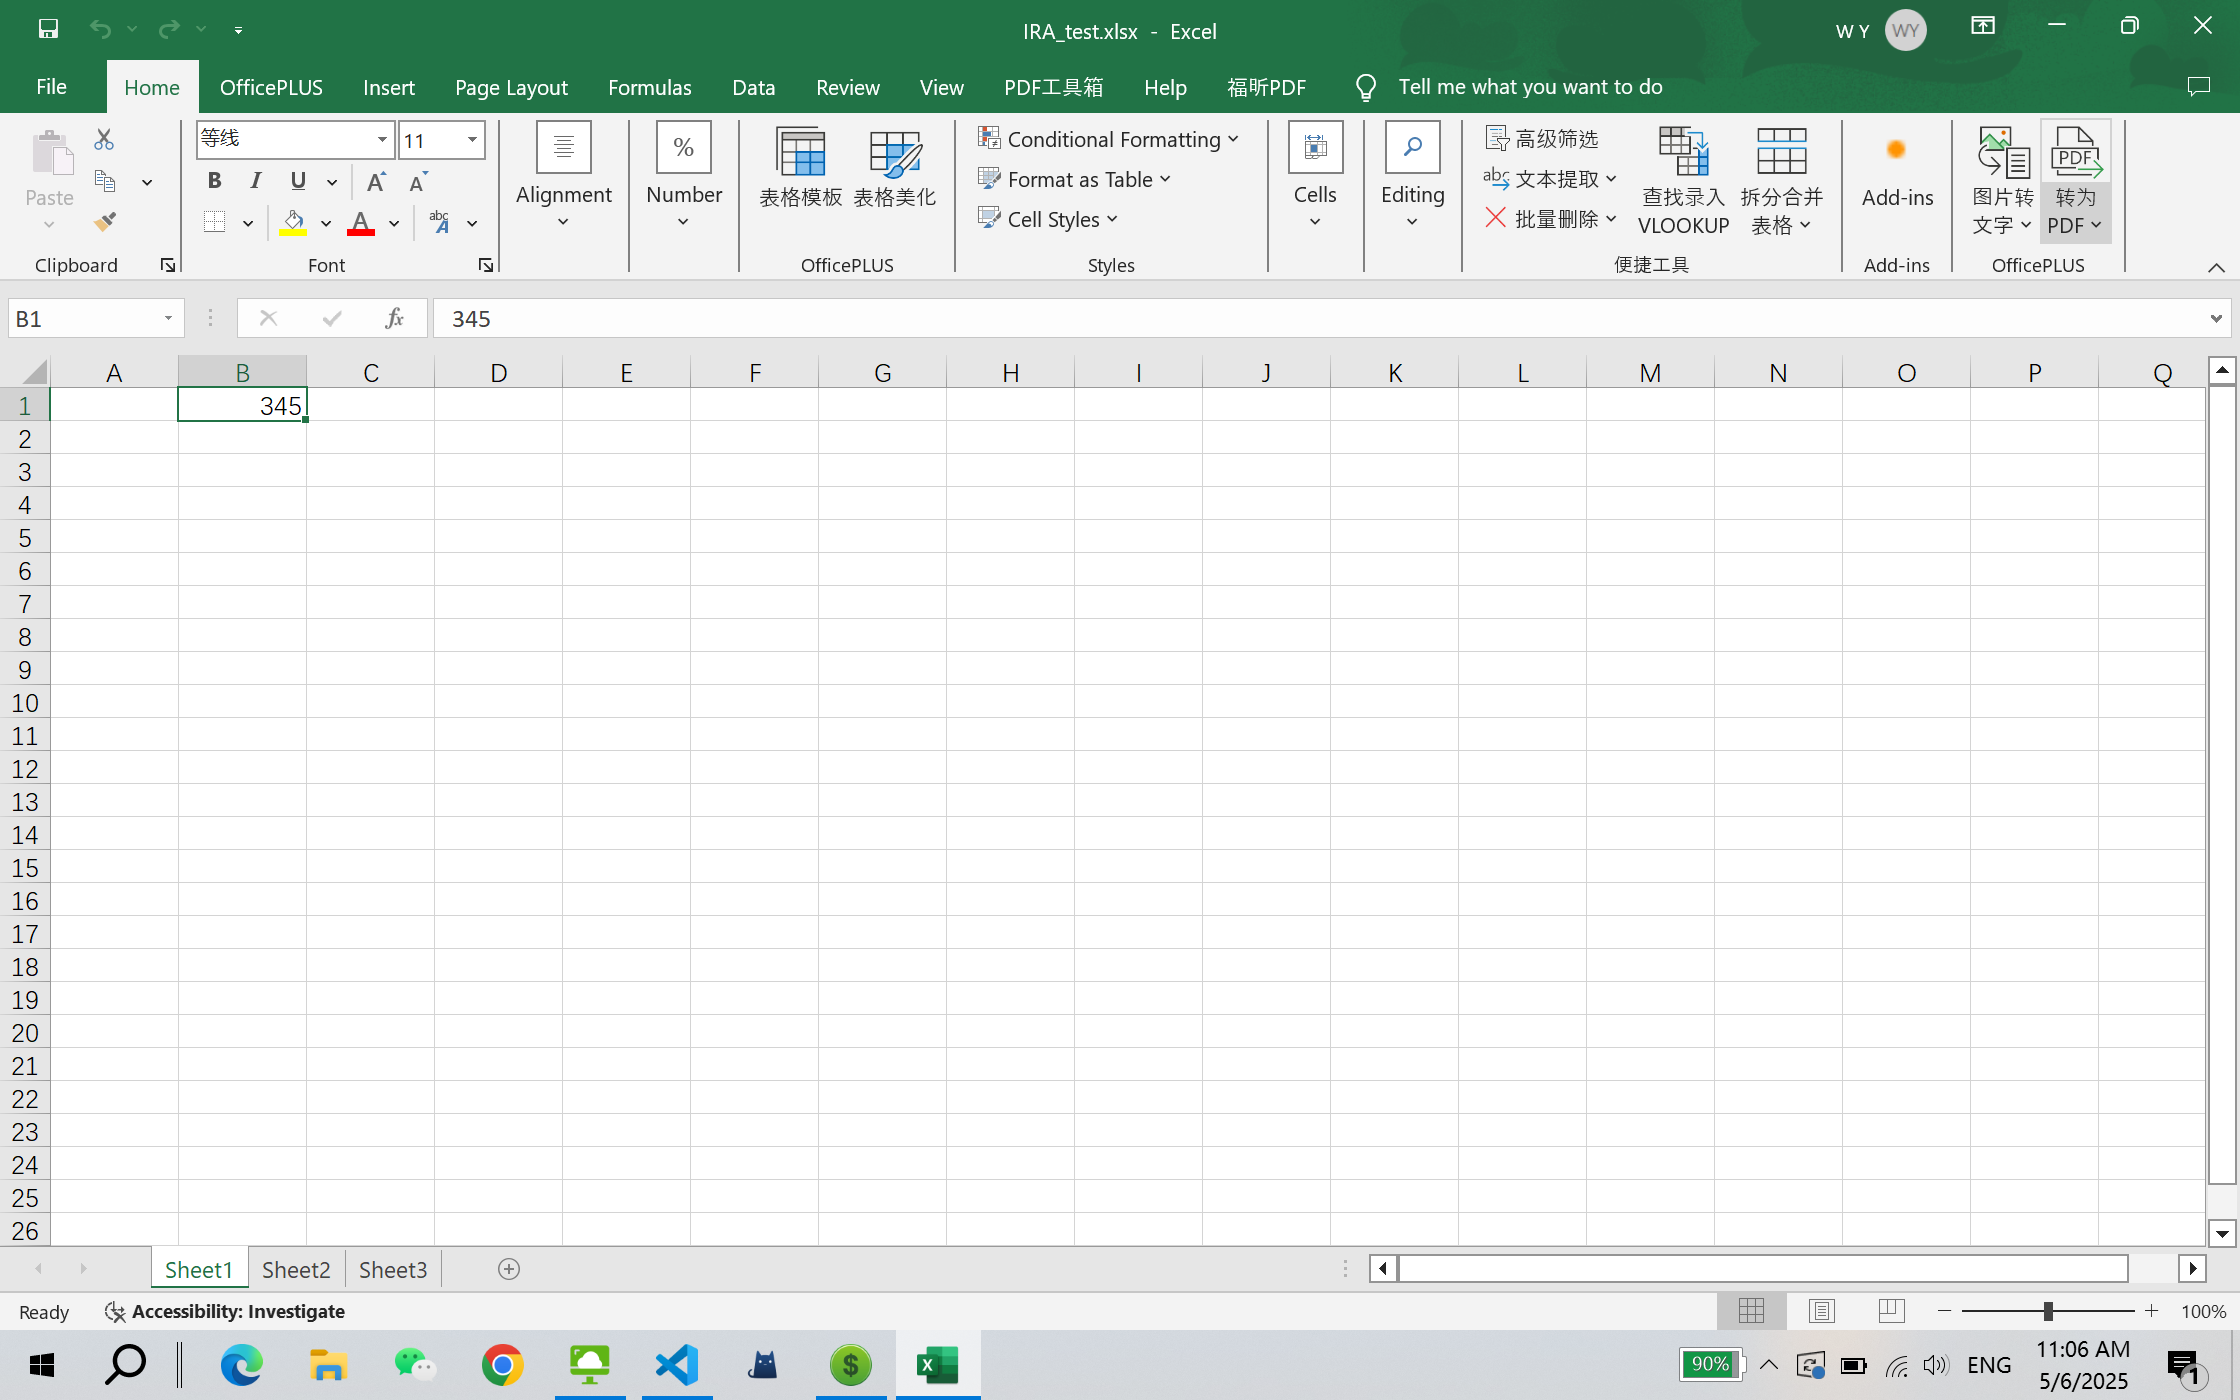 IRA_test.xlsx - Excel
W Y
WY
File
Home
OfficePLUS
Insert
Page Layout
Formulas
Data
Review
View
PDF工具箱
Help
福昕PDF
Tell me what you want to do
Paste
Clipboard
等线
11
B I U
Font
Alignment
%
Number
表格模板
表格美化
OfficePLUS
Conditional Formatting
Format as Table
Cell Styles
Styles
Cells
Editing
高级筛选
文本提取
批量删除
查找录入
VLOOKUP
拆分合并
表格
便捷工具
Add-ins
Add-ins
图片转
文字
PDF
转为
PDF
OfficePLUS
B1
fx
345
A B C D E F G H I J K L M N O P Q
1 345
2
3
4
5
6
7
8
9
10
11
12
13
14
15
16
17
18
19
20
21
22
23
24
25
26
Sheet1
Sheet2
Sheet3
Ready
Accessibility: Investigate
100%
90%
ENG
11:06 AM
5/6/2025
1